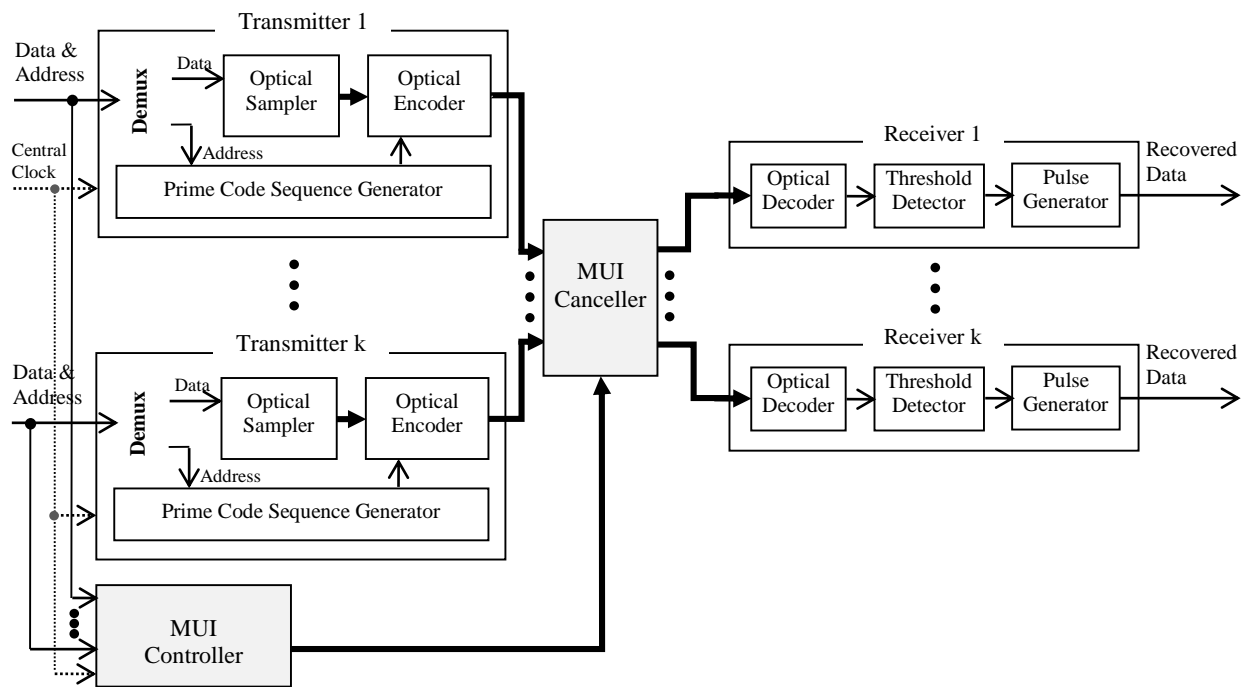 Transmitter 1
Data &
Address
Demux
Data
Optical
Sampler
Optical
Encoder
Address
Central
Clock
Prime Code Sequence Generator
Transmitter k
Data &
Address
Demux
Data
Optical
Sampler
Optical
Encoder
Address
Prime Code Sequence Generator
MUI
Controller
MUI
Canceller
Receiver 1
Optical
Decoder
Threshold
Detector
Pulse
Generator
Recovered
Data
Receiver k
Optical
Decoder
Threshold
Detector
Pulse
Generator
Recovered
Data